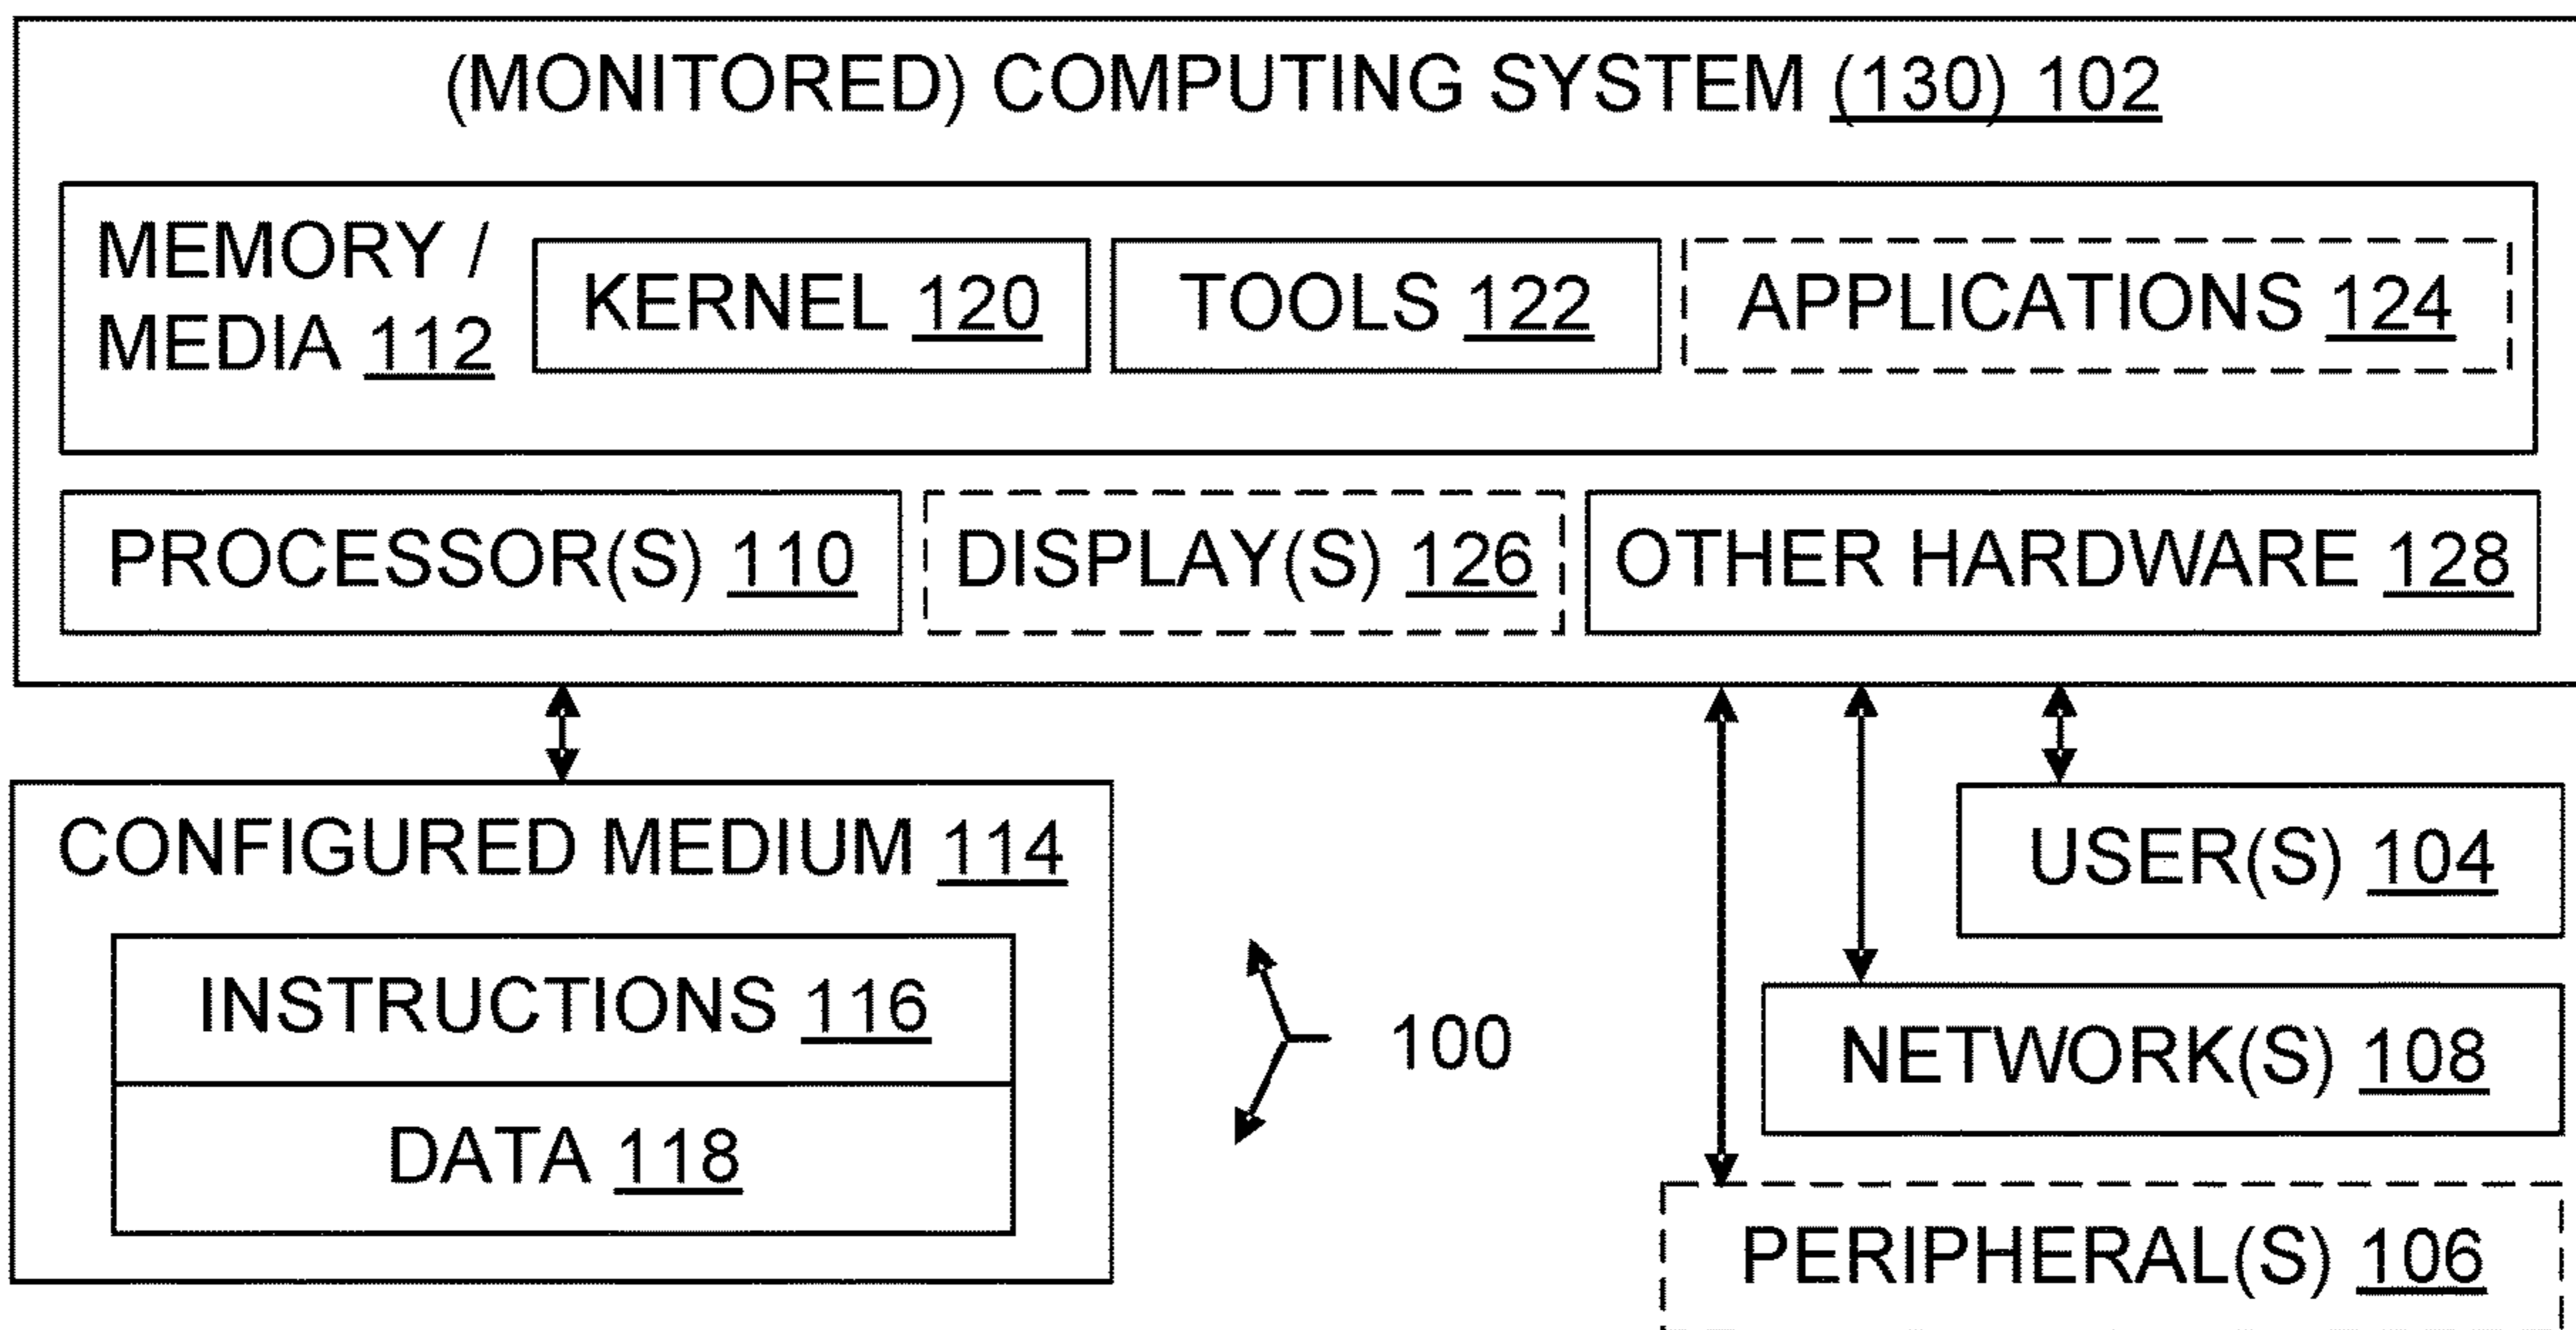 (MONITORED) COMPUTING SYSTEM (130) 102
MEMORY /
MEDIA 112
KERNEL 120
TOOLS 122
APPLICATIONS 124
PROCESSOR(S) 110
DISPLAY(S) 126
OTHER HARDWARE 128
CONFIGURED MEDIUM 114
INSTRUCTIONS 116
DATA 118
100
USER(S) 104
NETWORK(S) 108
PERIPHERAL(S) 106